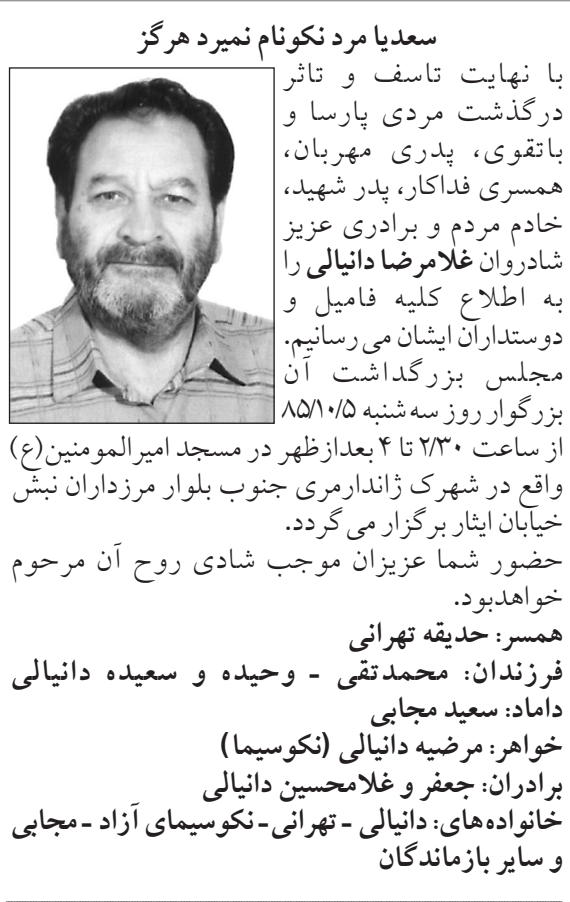 سعدیا مرد نکونام نمیرد هرگز
با نهایت تاسف و تاثر
درگذشت مردی پارسا و
باتقوی، پدری مهربان،
همسری فداکار، پدر شهید،
خادم مردم و برادری عزیز
شادروان غلامرضا دانیالی را
به اطلاع کلیه فامیل و
دوستداران ایشان می‌رسانیم.
مجلس بزرگداشت آن
بزرگوار روز سه‌شنبه ۸۵/۱۰/۵
از ساعت ۲/۳۰ تا ۴ بعدازظهر در مسجد امیرالمومنین(ع)
واقع در شهرک ژاندارمری جنوب بلوار مرزداران نبش
خیابان ایثار برگزار می‌گردد.
حضور شما عزیزان موجب شادی روح آن مرحوم
خواهدبود.
همسر: حدیقه تهرانی
فرزندان: محمدتقی - وحیده و سعیده دانیالی
داماد: سعید مجابی
خواهر: مرضیه دانیالی (نکوسیما)
برادران: جعفر و غلامحسین دانیالی
خانواده‌های: دانیالی - تهرانی - نکوسیمای آزاد - مجابی
و سایر بازماندگان